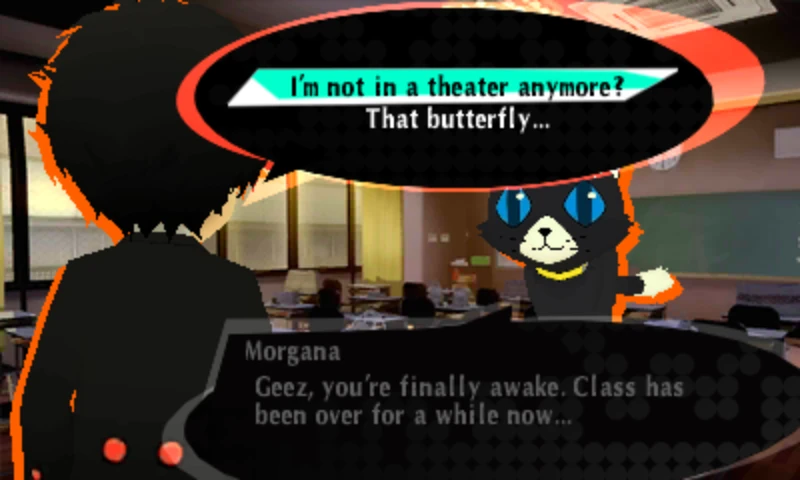 I'm not in a theater anymore?
That butterfly...
Morgana
Geez, you're finally awake. Class has
been over for a while now...